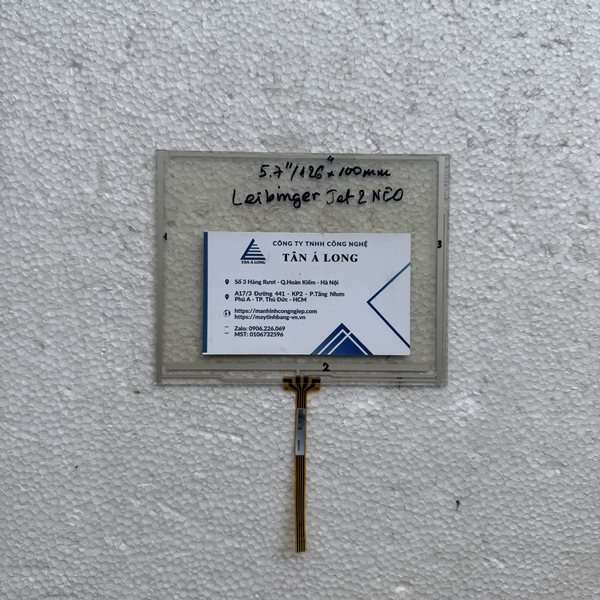 4
5.7"/126*100mm
Leibinger Jet 2 NEO
1
3
CÔNG TY TNHH CÔNG NGHỆ
TÂN Á LONG
TÂN Á LONG
Số 3 Hàng Rươi - Q.Hoàn Kiếm - Hà Nội
A17/3 Đường 441 - KP2 - P.Tăng Nhơn
Phú A - TP. Thủ Đức - HCM
https://manhinhcongngiep.com
https://maytinhbang-vn.vn
Zalo: 0906.226.069
MST: 0106732596
2